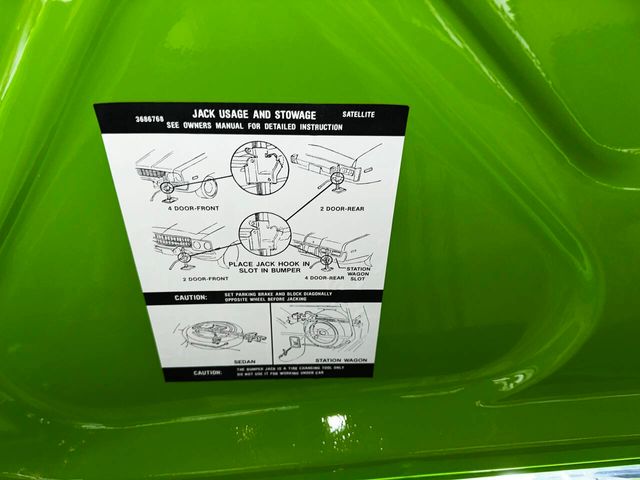 3686768 JACK USAGE AND STOWAGE SATELLITE
SEE OWNERS MANUAL FOR DETAILED INSTRUCTION
4 DOOR-FRONT
2 DOOR-REAR
PLACE JACK HOOK IN
SLOT IN BUMPER
2 DOOR-FRONT
4 DOOR-REAR
STATION
WAGON
SLOT
CAUTION: SET PARKING BRAKE AND BLOCK DIAGONALLY
OPPOSITE WHEEL BEFORE JACKING
SEDAN
STATION WAGON
CAUTION: THE BUMPER JACK IS A TIRE CHANGING TOOL ONLY
DO NOT USE IT FOR WORKING UNDER CAR